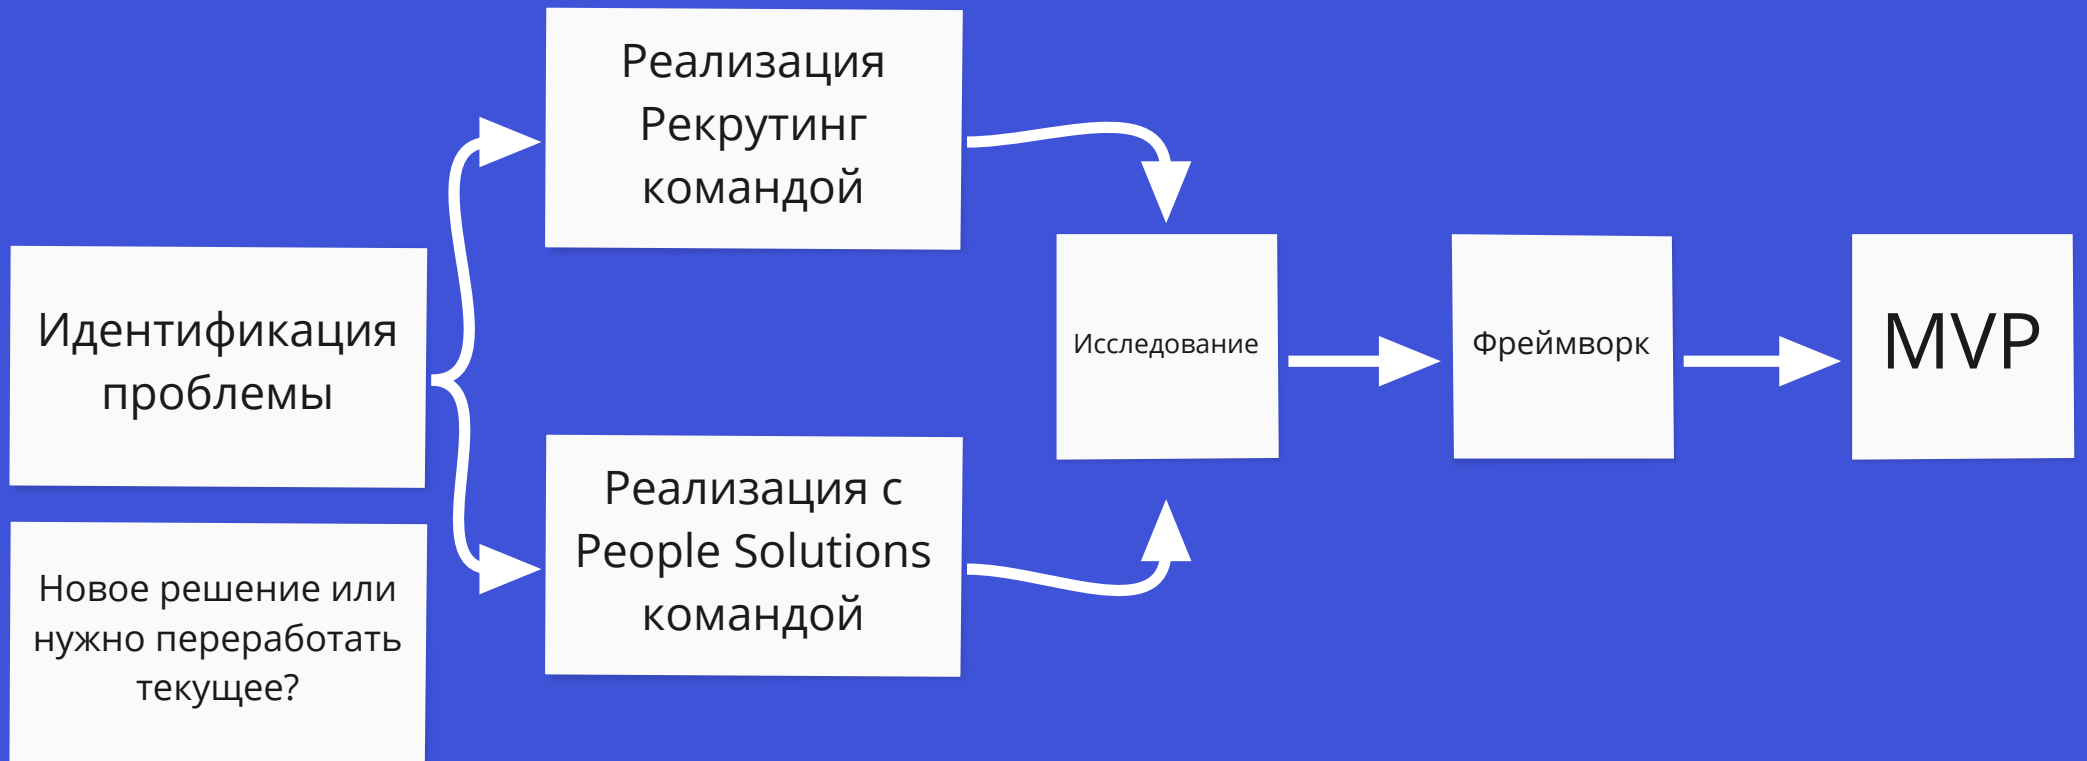 Реализация
Рекрутинг
командой
Идентификация
проблемы
Исследование
Фреймворк
MVP
Реализация с
People Solutions
командой
Новое решение или
нужно переработать
текущее?